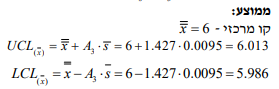 ממוצע:
קו מרכזי - x̿ = 6
UCL₍x̄₎ = x̿ + A₃ · s̄ = 6 + 1.427 · 0.0095 = 6.013
LCL₍x̄₎ = x̿ − A₃ · s̄ = 6 − 1.427 · 0.0095 = 5.986